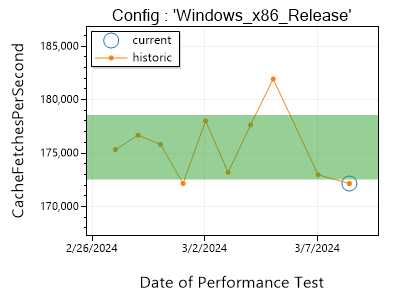 Config : 'Windows_x86_Release'
current
historic
CacheFetchesPerSecond
185,000
180,000
175,000
170,000
2/26/2024
3/2/2024
3/7/2024
Date of Performance Test